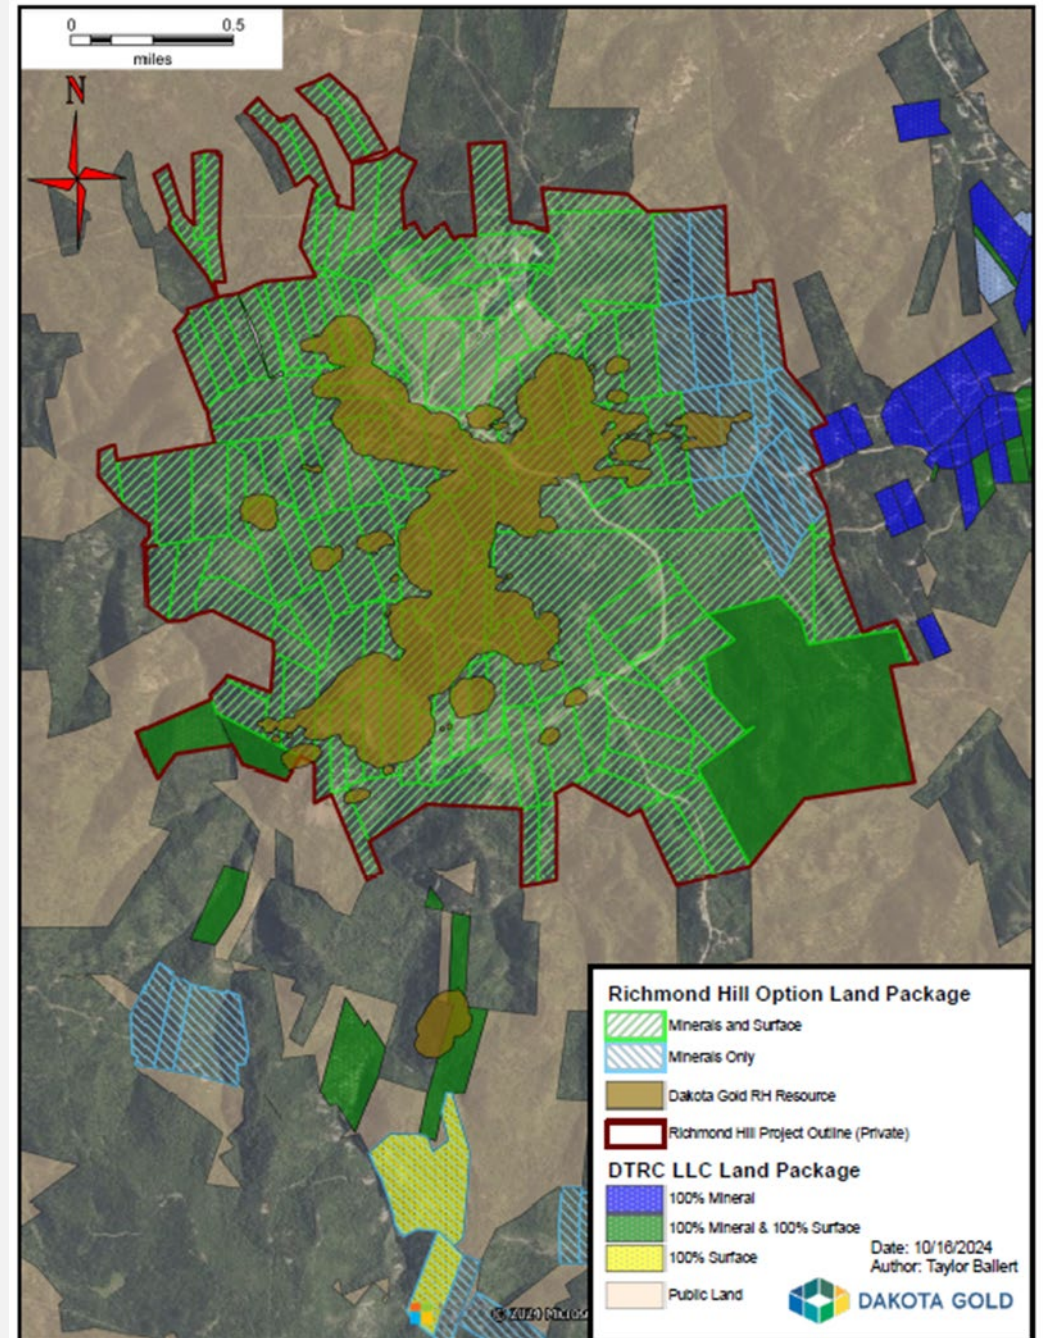 0 0.5
miles
N
Richmond Hill Option Land Package
Minerals and Surface
Minerals Only
Dakota Gold RH Resource
Richmond Hill Project Outline (Private)
DTRC LLC Land Package
100% Mineral
100% Mineral & 100% Surface
100% Surface
Public Land
Date: 10/16/2024
Author: Taylor Ballert
DAKOTA GOLD
© 2024